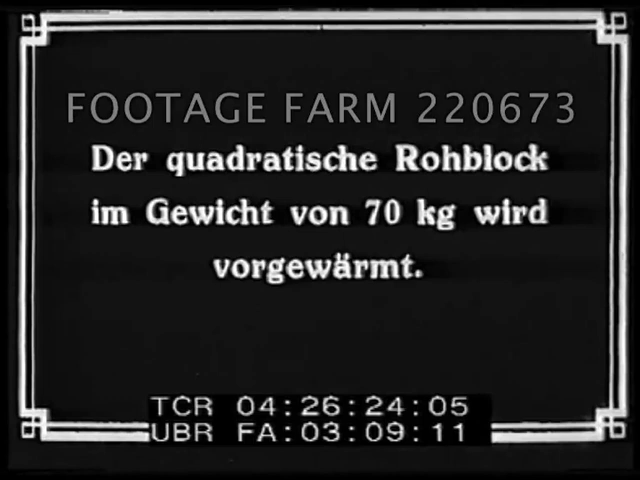 FOOTAGE FARM 220673
Der quadratische Rohblock
im Gewicht von 70 kg wird
vorgewärmt.
TCR 04:26:24:05
UBR FA:03:09:11